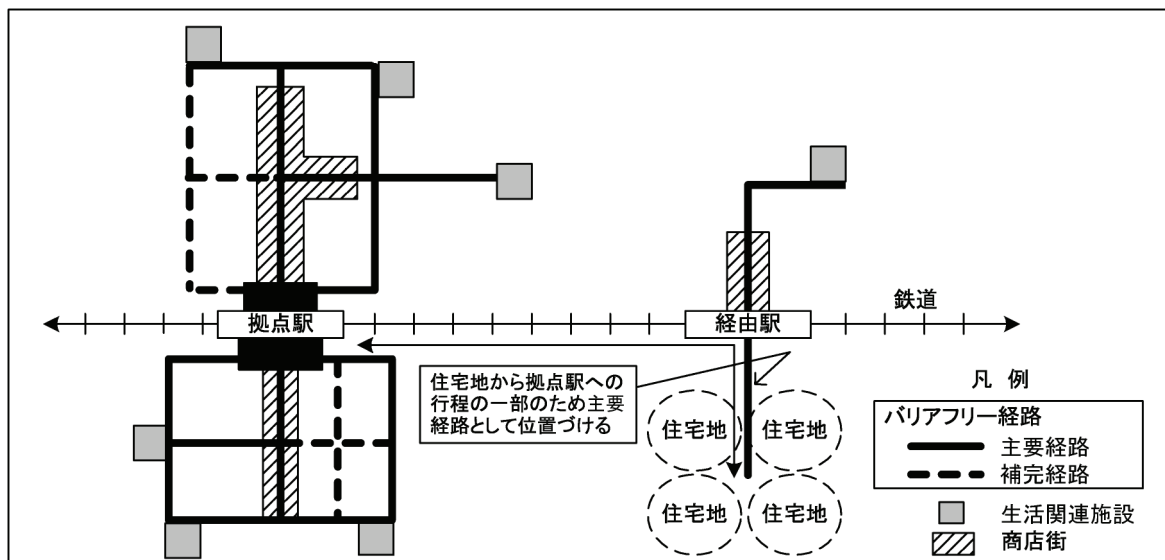 鉄道
拠点駅
経由駅
住宅地から拠点駅への
行程の一部のため主要
経路として位置づける
住宅地
住宅地
住宅地
住宅地
凡 例
バリアフリー経路
主要経路
補完経路
生活関連施設
商店街